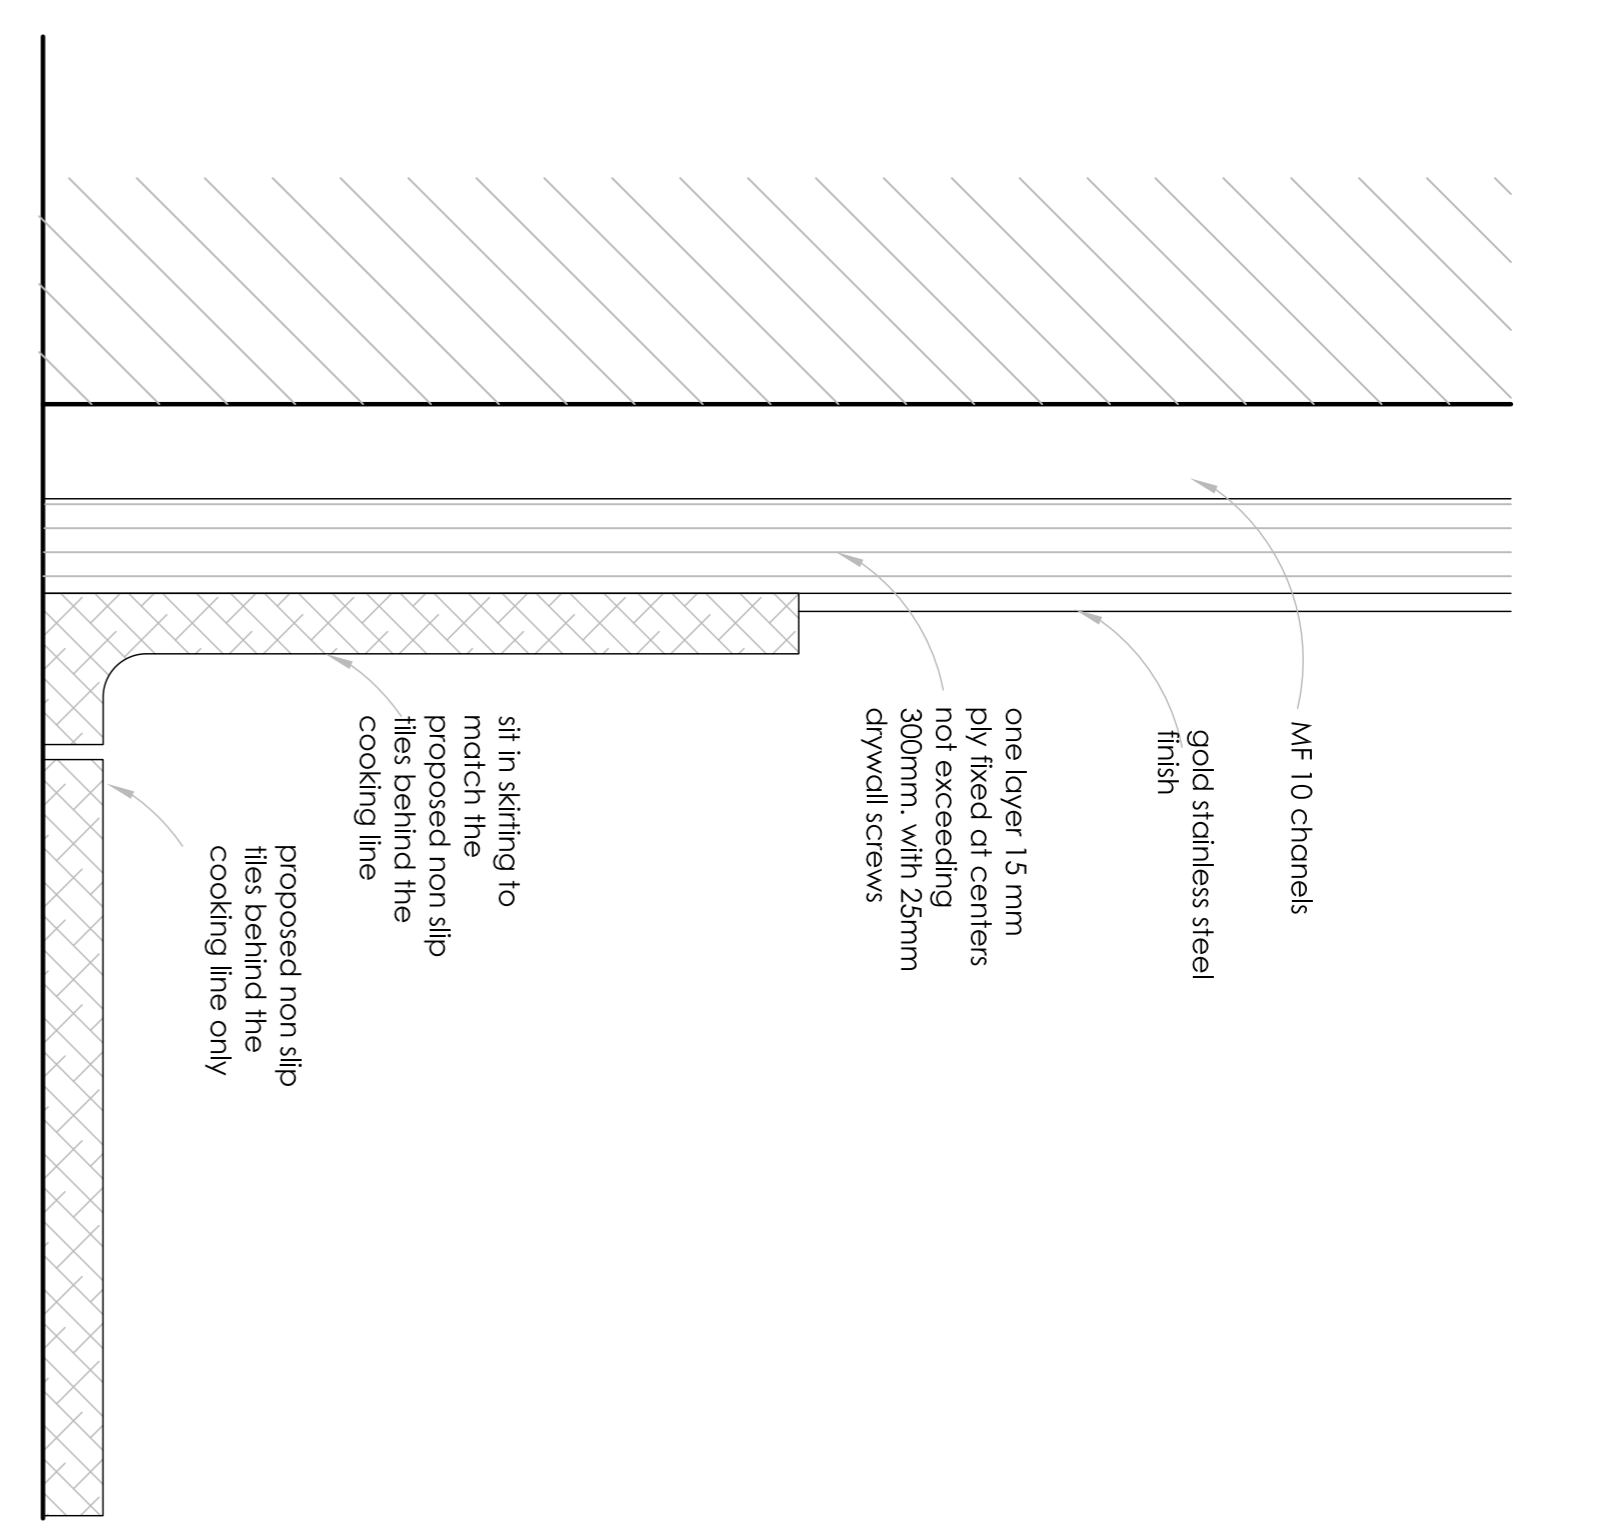 MF 10 channels
gold stainless steel
finish
one layer 15 mm
ply fixed at centers
not exceeding
300mm. with 25mm
drywall screws
sit in skirting to
match the
proposed non slip
tiles behind the
cooking line
proposed non slip
tiles behind the
cooking line only